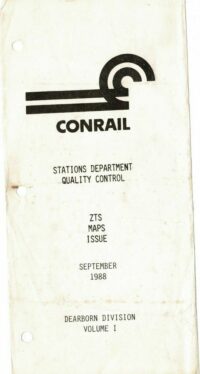 CONRAIL
STATIONS DEPARTMENT
QUALITY CONTROL
ZTS
MAPS
ISSUE
SEPTEMBER
1988
DEARBORN DIVISION
VOLUME I